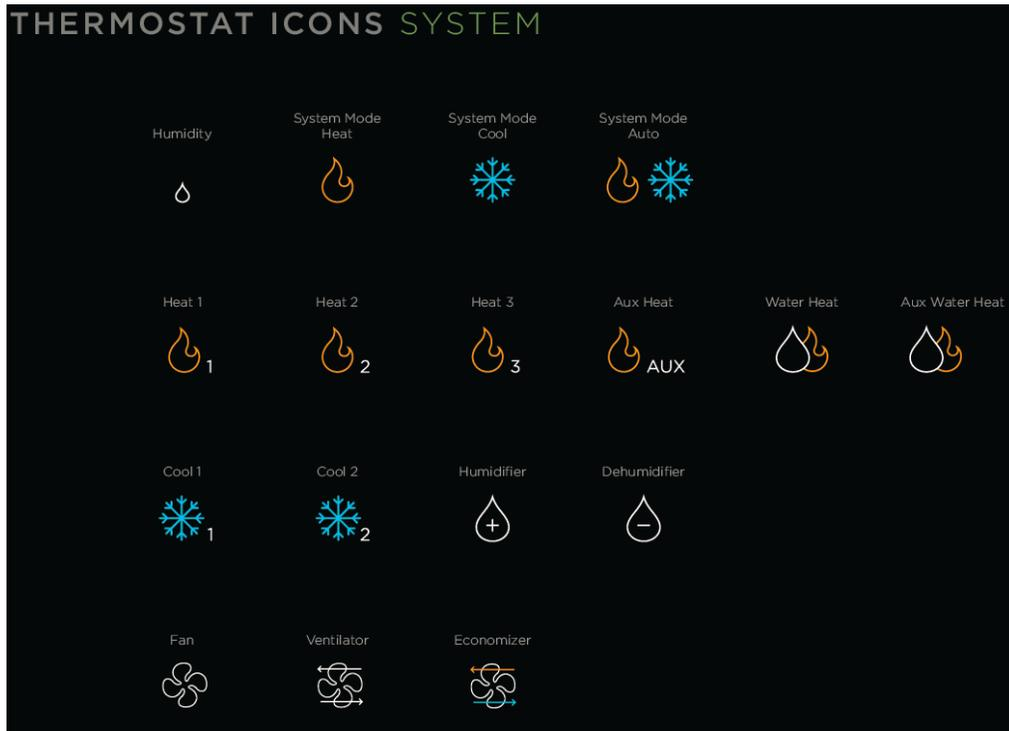 THERMOSTAT ICONS SYSTEM
Humidity
System Mode
Heat
System Mode
Cool
System Mode
Auto
Heat 1
Heat 2
Heat 3
Aux Heat
Water Heat
Aux Water Heat
1
2
3
AUX
Cool 1
Cool 2
Humidifier
Dehumidifier
1
2
+
−
Fan
Ventilator
Economizer